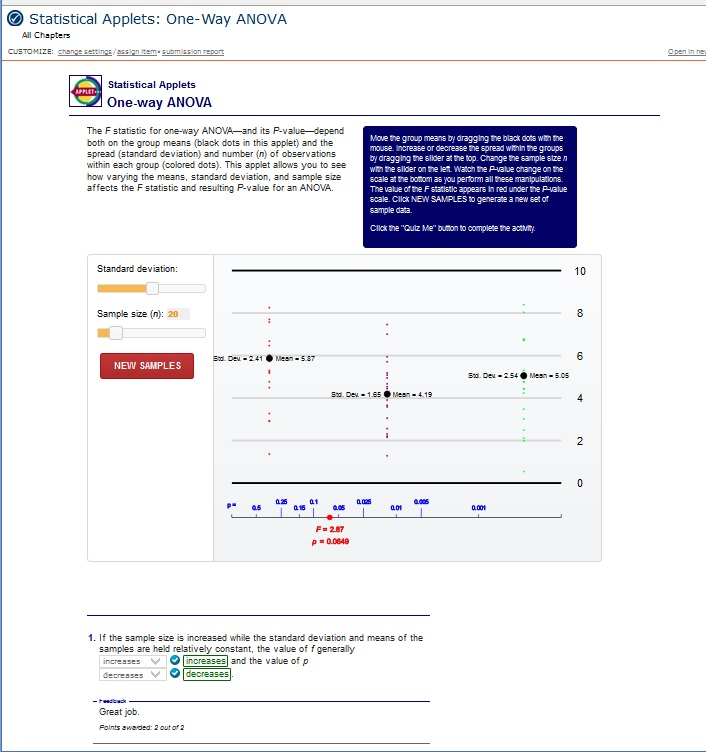 Statistical Applets: One-Way ANOVA
All Chapters
CUSTOMIZE: change settings / assign item • submission report
Open in ne
APPLET
Statistical Applets
One-way ANOVA
The F statistic for one-way ANOVA—and its P-value—depend
both on the group means (black dots in this applet) and the
spread (standard deviation) and number (n) of observations
within each group (colored dots). This applet allows you to see
how varying the means, standard deviation, and sample size
affects the F statistic and resulting P-value for an ANOVA.
Move the group means by dragging the black dots with the
mouse. Increase or decrease the spread within the groups
by dragging the slider at the top. Change the sample size n
with the slider on the left. Watch the P-value change on the
scale at the bottom as you perform all these manipulations.
The value of the F statistic appears in red under the P-value
scale. Click NEW SAMPLES to generate a new set of
sample data.
Click the "Quiz Me" button to complete the activity.
Standard deviation:
Sample size (n): 20
NEW SAMPLES
10
8
6
4
2
0
Std. Dev. = 2.41 Mean = 5.87
Std. Dev. = 1.65 Mean = 4.19
Std. Dev. = 2.54 Mean = 5.05
p= 0.5 0.25 0.15 0.1 0.05 0.025 0.01 0.005 0.001
F = 2.87
p = 0.0649
1. If the sample size is increased while the standard deviation and means of the
samples are held relatively constant, the value of f generally
increases increases and the value of p
decreases decreases.
Feedback
Great job.
Points awarded: 2 out of 2